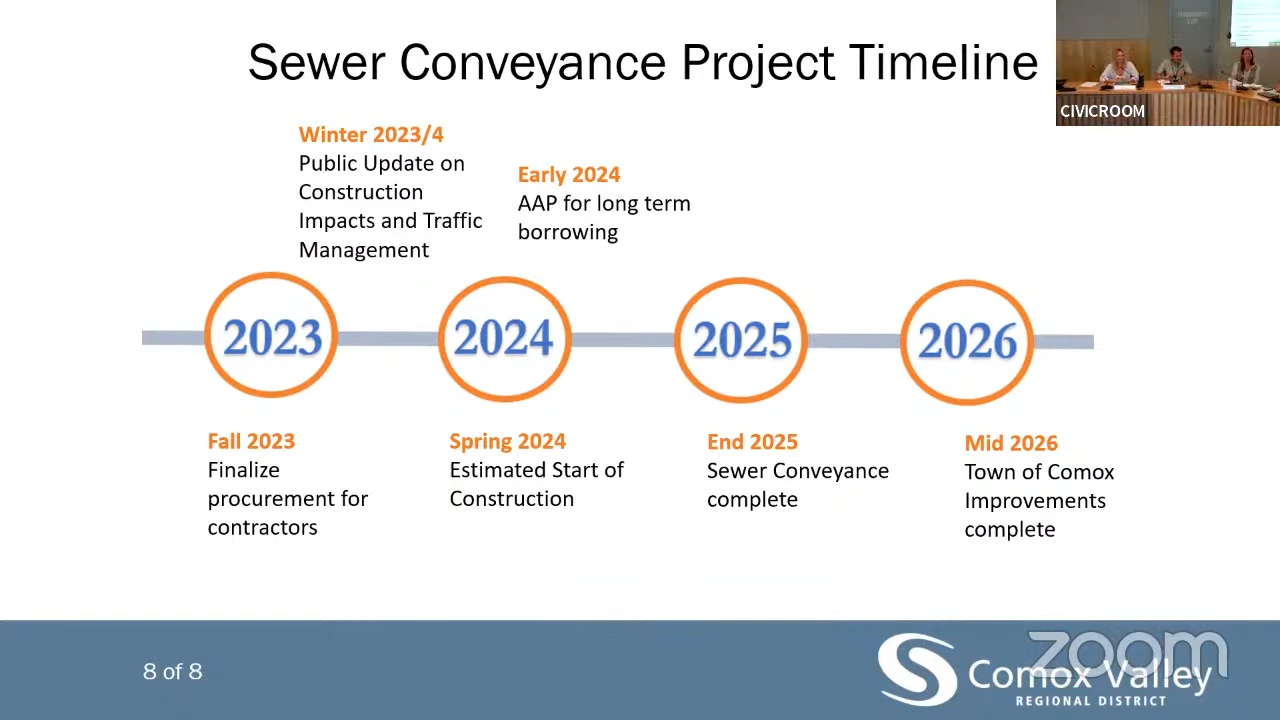 Sewer Conveyance Project Timeline
CIVICROOM
Winter 2023/4
Public Update on
Construction
Impacts and Traffic
Management
Early 2024
AAP for long term
borrowing
2023
2024
2025
2026
Fall 2023
Finalize
procurement for
contractors
Spring 2024
Estimated Start of
Construction
End 2025
Sewer Conveyance
complete
Mid 2026
Town of Comox
Improvements
complete
8 of 8
zoom
Comox Valley
REGIONAL DISTRICT